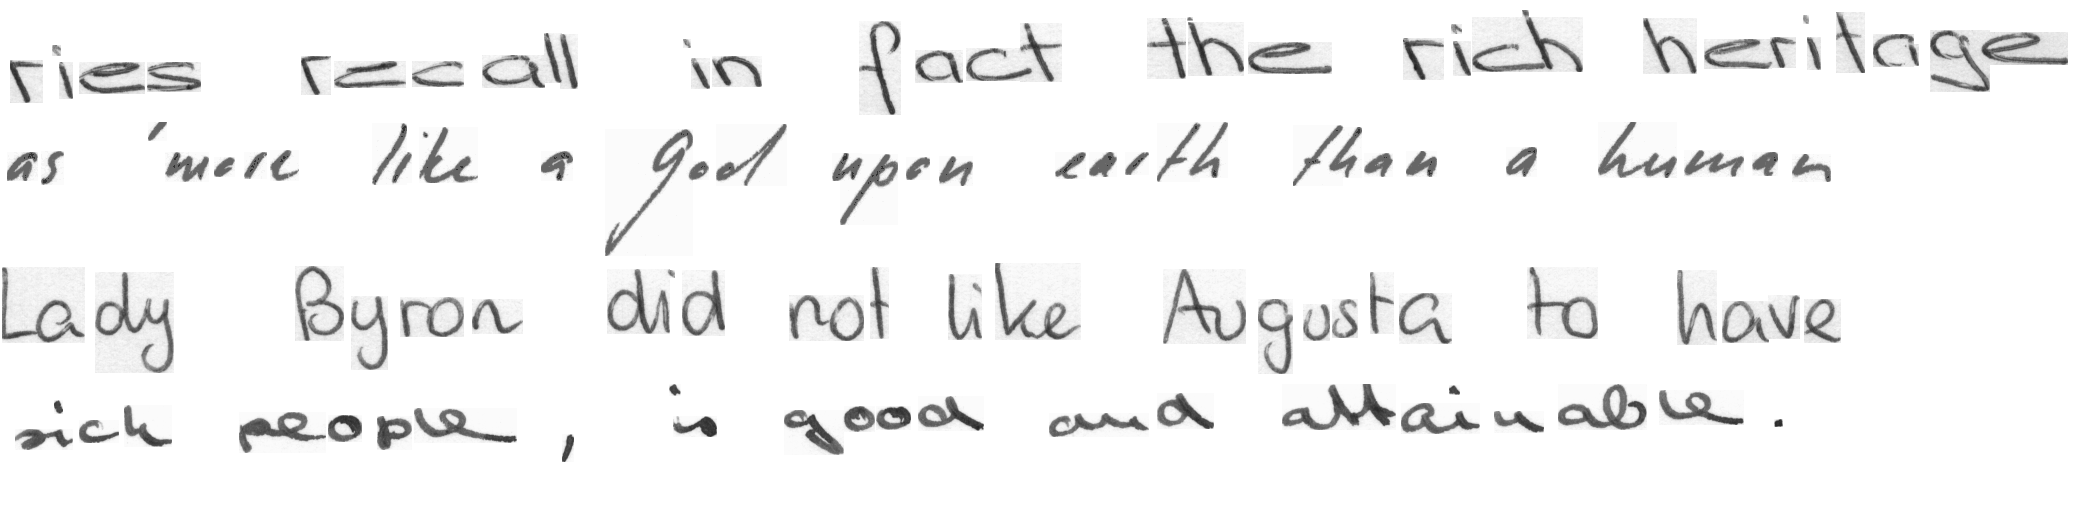 ries recall in fact the rich heritage
as 'more like a god upon earth than a human
Lady Byron did not like Augusta to have
sick people, is good and attainable.